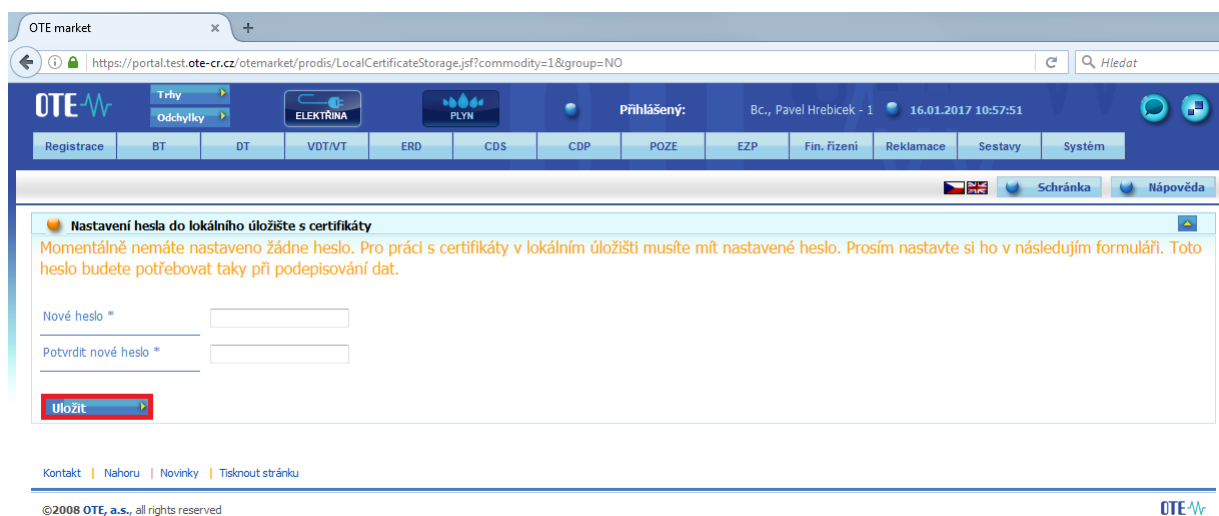 OTE market
https://portal.test.ote-cr.cz/otemarket/prodis/LocalCertificateStorage.jsf?commodity=1&group=NO
Hledat
OTE
Trhy
Odchylky
ELEKTŘINA
PLYN
Přihlášený:
Bc., Pavel Hrebicek - 1
16.01.2017 10:57:51
Registrace BT DT VDT/VT ERD CDS CDP POZE EZP Fin. řízení Reklamace Sestavy Systém
Schránka Nápověda
Nastavení hesla do lokálního úložište s certifikáty
Momentálně nemáte nastaveno žádne heslo. Pro práci s certifikáty v lokálním úložišti musíte mít nastavené heslo. Prosím nastavte si ho v následujím formuláři. Toto
heslo budete potřebovat taky při podepisování dat.
Nové heslo *
Potvrdit nové heslo *
Uložit
Kontakt | Nahoru | Novinky | Tisknout stránku
©2008 OTE, a.s., all rights reserved
OTE